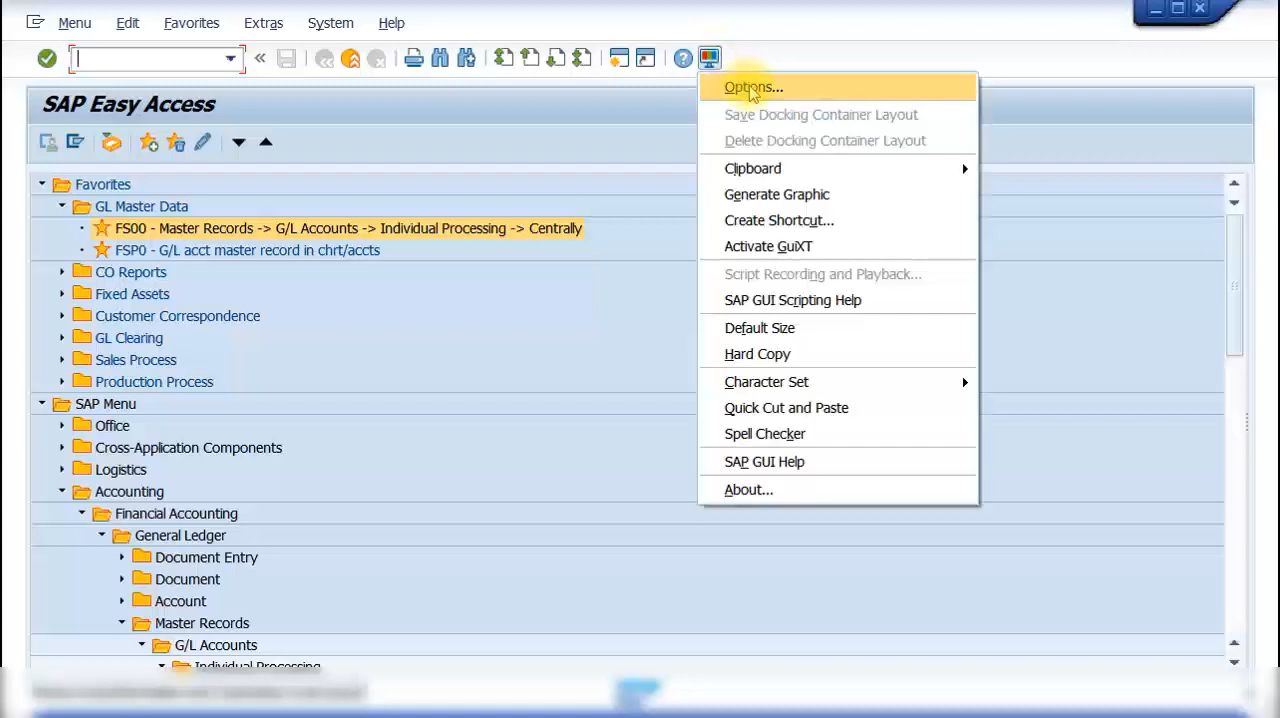 Menu Edit Favorites Extras System Help
SAP Easy Access
Options...
Save Docking Container Layout
Delete Docking Container Layout
Clipboard
Generate Graphic
Create Shortcut...
Activate GuiXT
Script Recording and Playback...
SAP GUI Scripting Help
Default Size
Hard Copy
Character Set
Quick Cut and Paste
Spell Checker
SAP GUI Help
About...
Favorites
GL Master Data
FS00 - Master Records -> G/L Accounts -> Individual Processing -> Centrally
FSP0 - G/L acct master record in chrt/accts
CO Reports
Fixed Assets
Customer Correspondence
GL Clearing
Sales Process
Production Process
SAP Menu
Office
Cross-Application Components
Logistics
Accounting
Financial Accounting
General Ledger
Document Entry
Document
Account
Master Records
G/L Accounts
Individual Processing